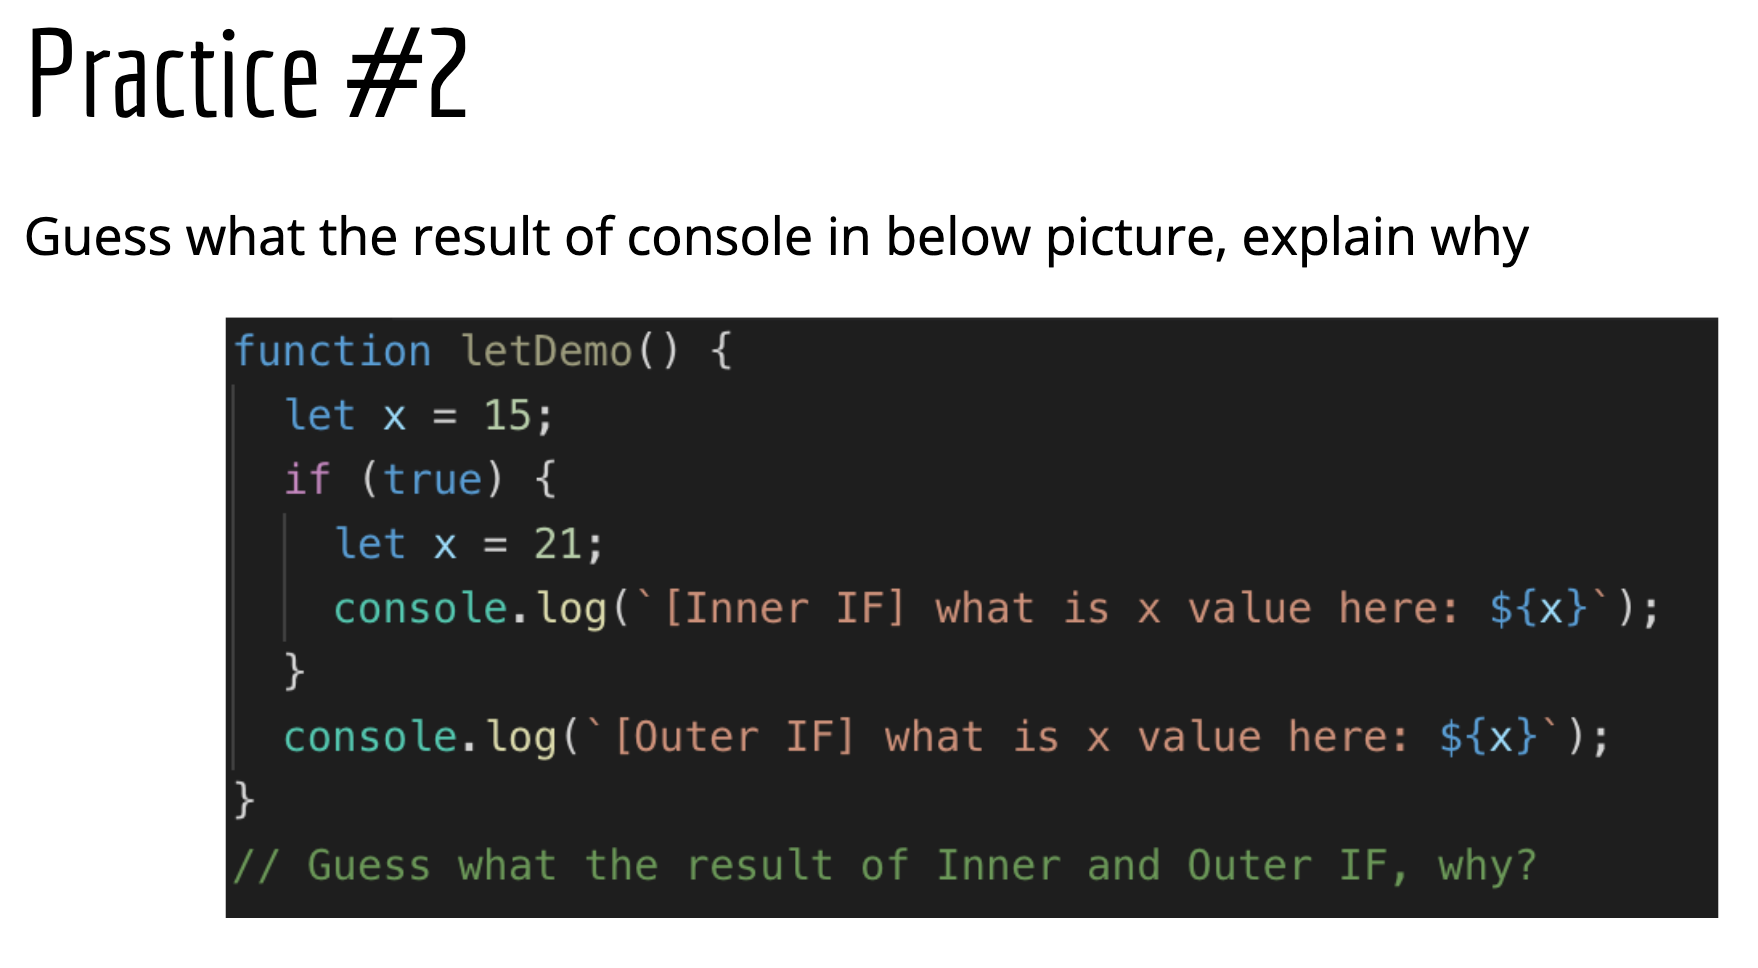 Practice #2
Guess what the result of console in below picture, explain why
function letDemo() {
  let x = 15;
  if (true) {
    let x = 21;
    console.log(`[Inner IF] what is x value here: ${x}`);
  }
  console.log(`[Outer IF] what is x value here: ${x}`);
}
// Guess what the result of Inner and Outer IF, why?